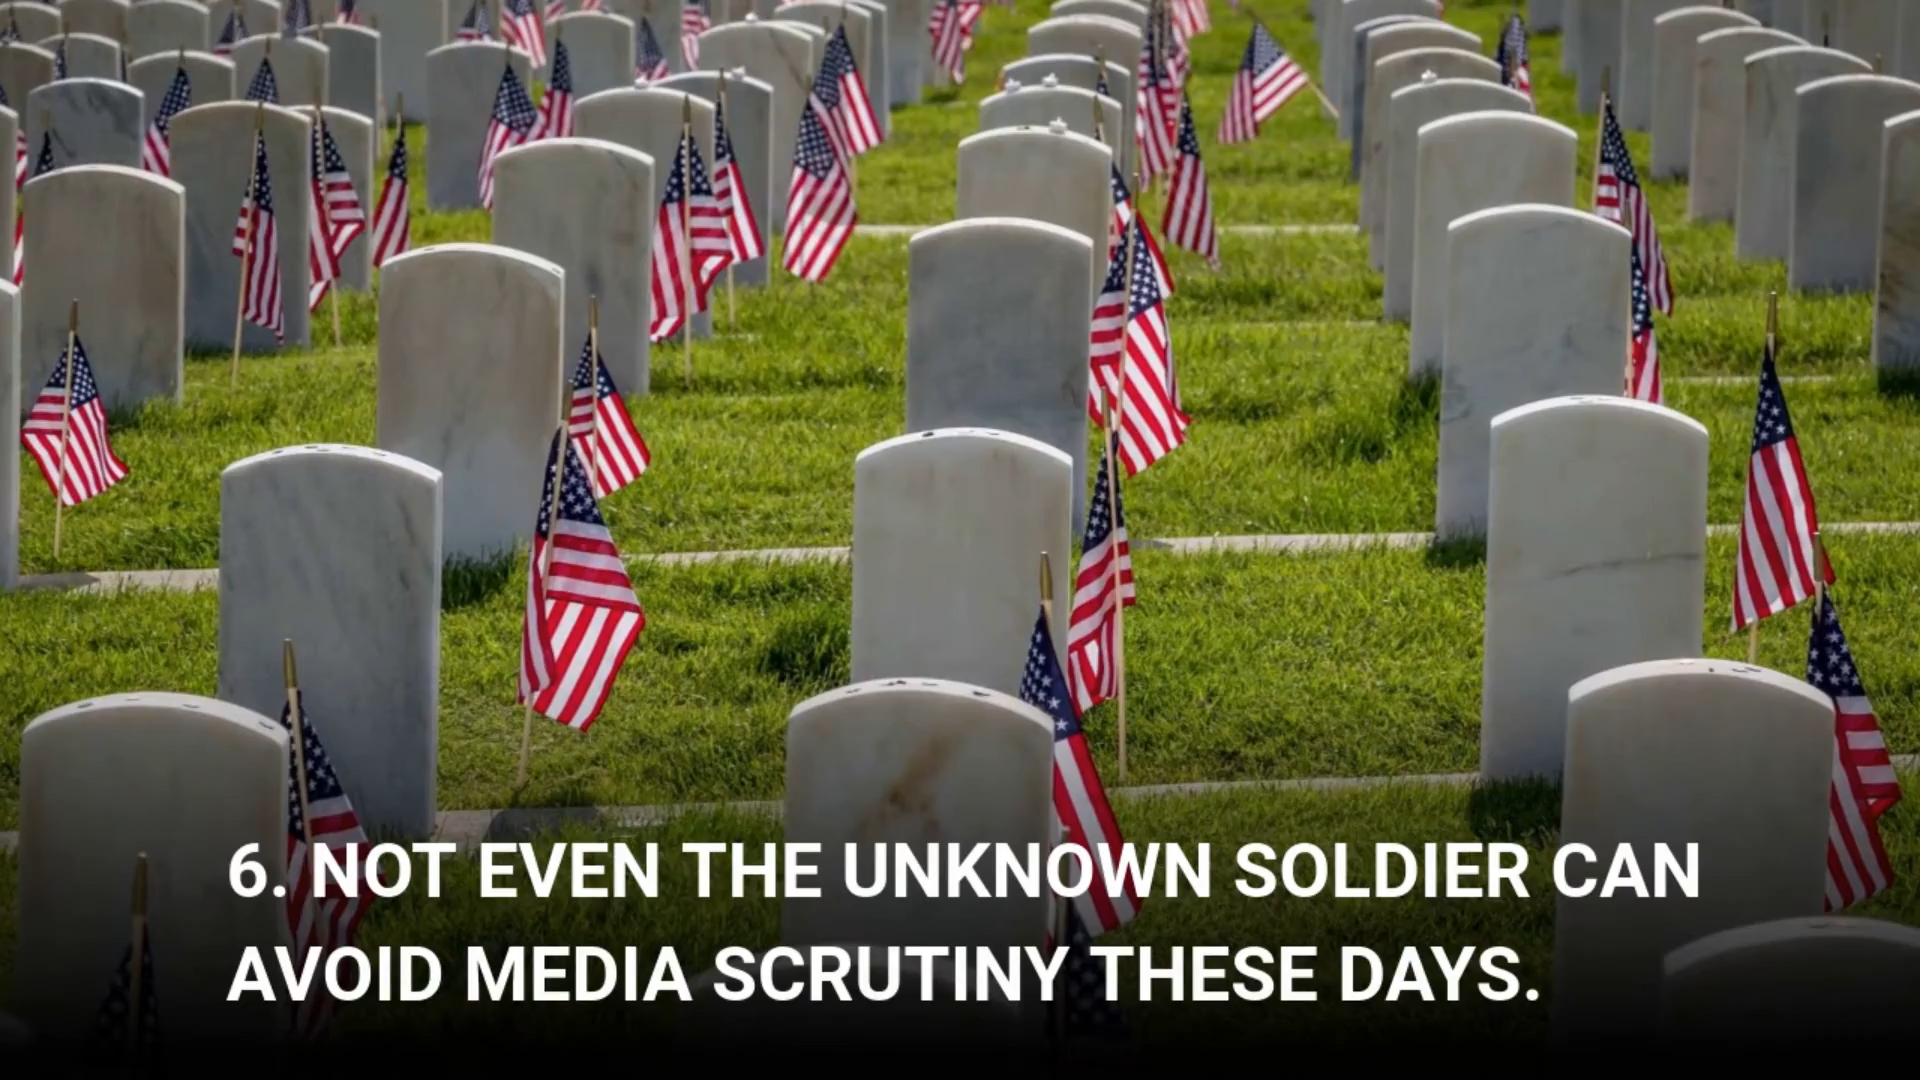 6. NOT EVEN THE UNKNOWN SOLDIER CAN
AVOID MEDIA SCRUTINY THESE DAYS.